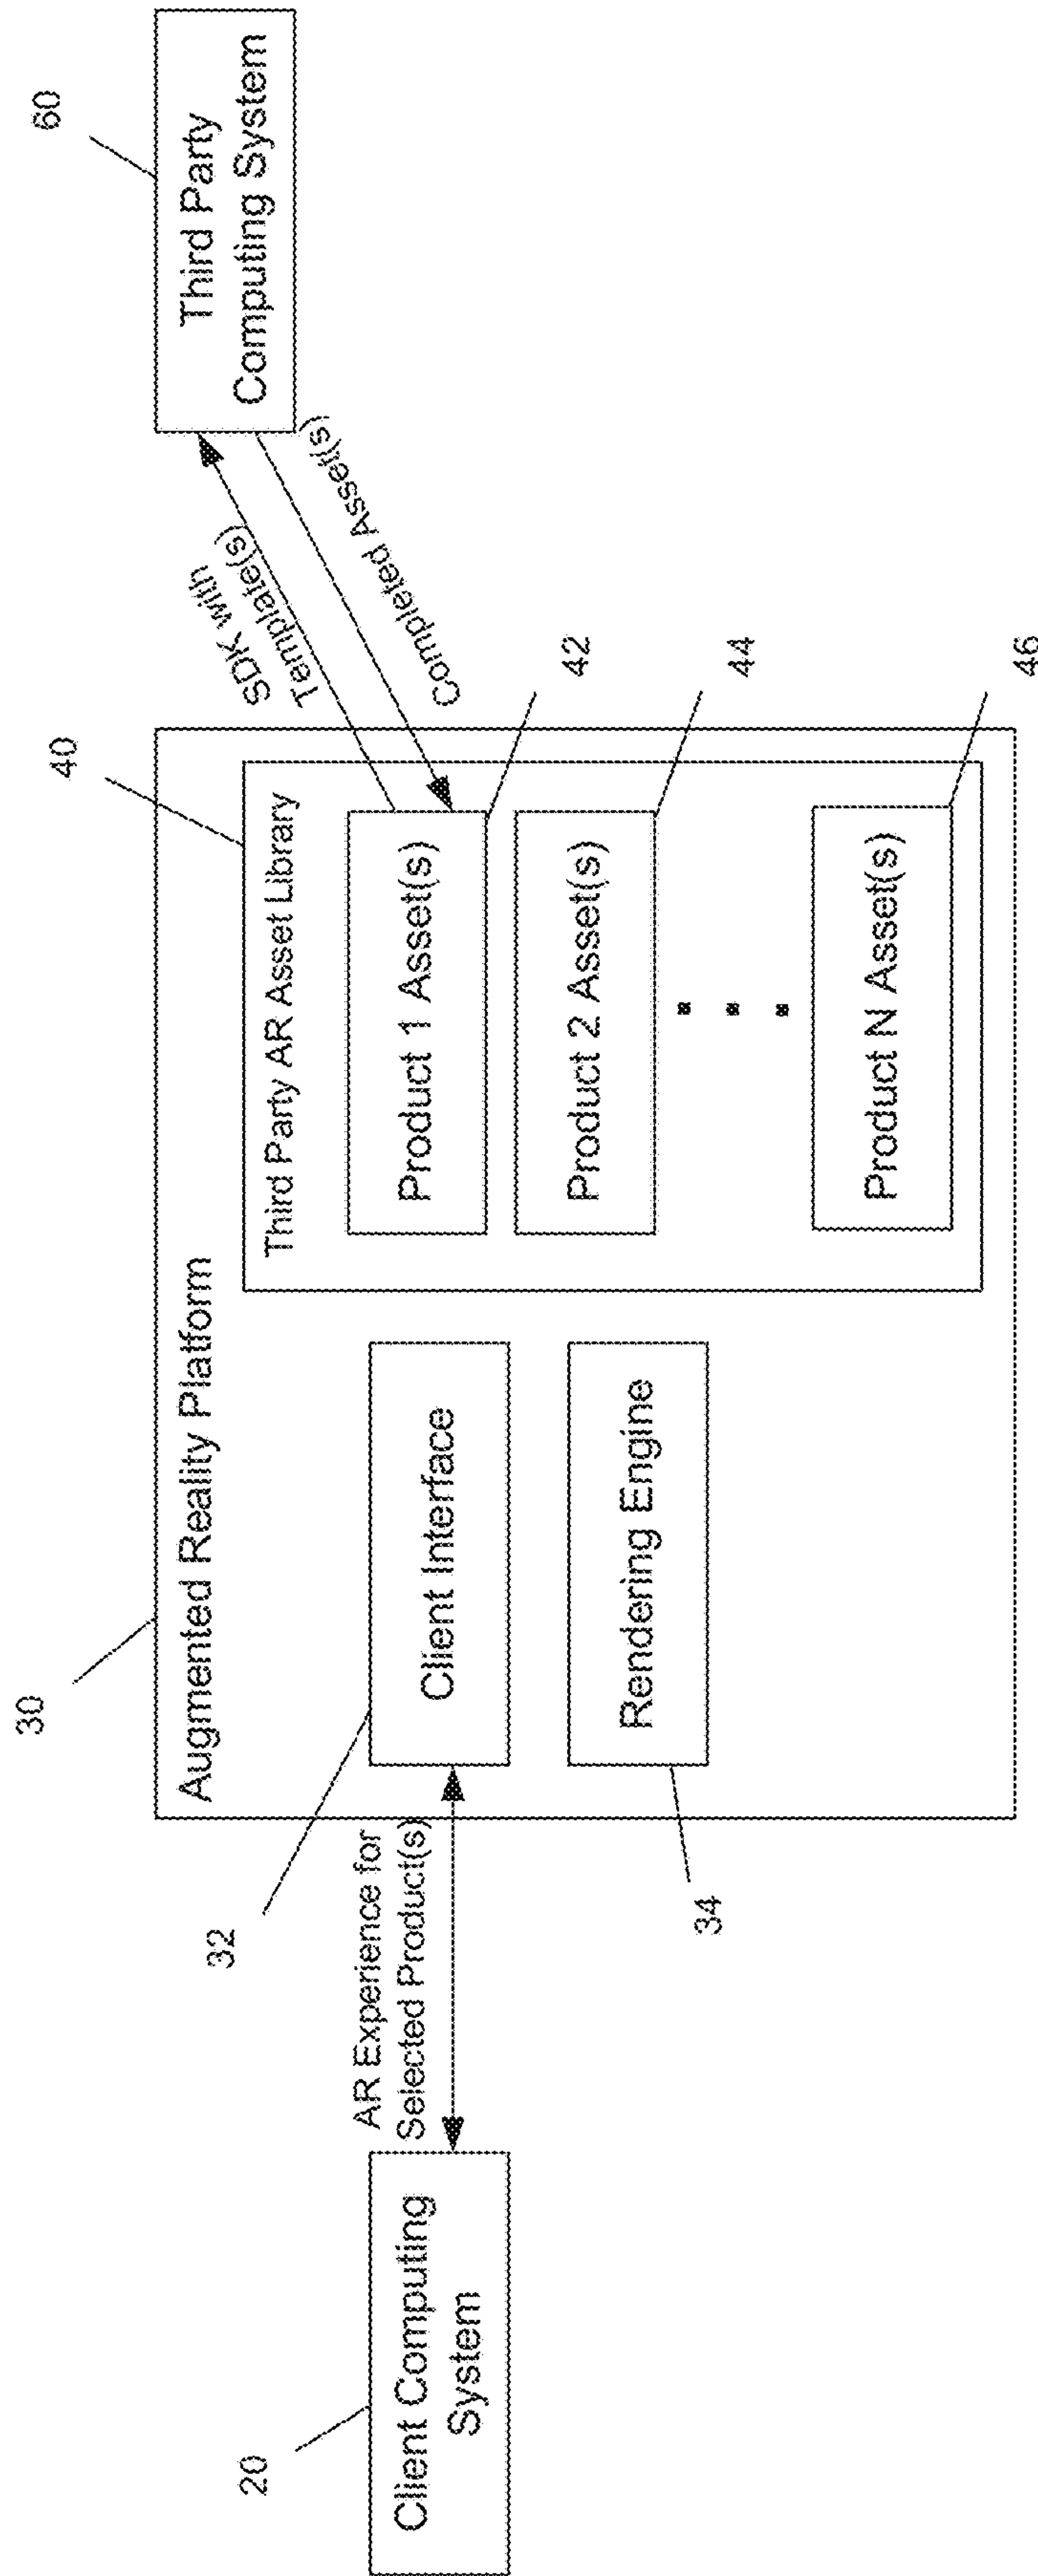 20
Client Computing
System
AR Experience for
Selected Product(s)
30
Augmented Reality Platform
32
Client Interface
34
Rendering Engine
40
Third Party AR Asset Library
Product 1 Asset(s)
42
Product 2 Asset(s)
44
Product N Asset(s)
46
SDK with
Template(s)
Completed Asset(s)
60
Third Party
Computing System